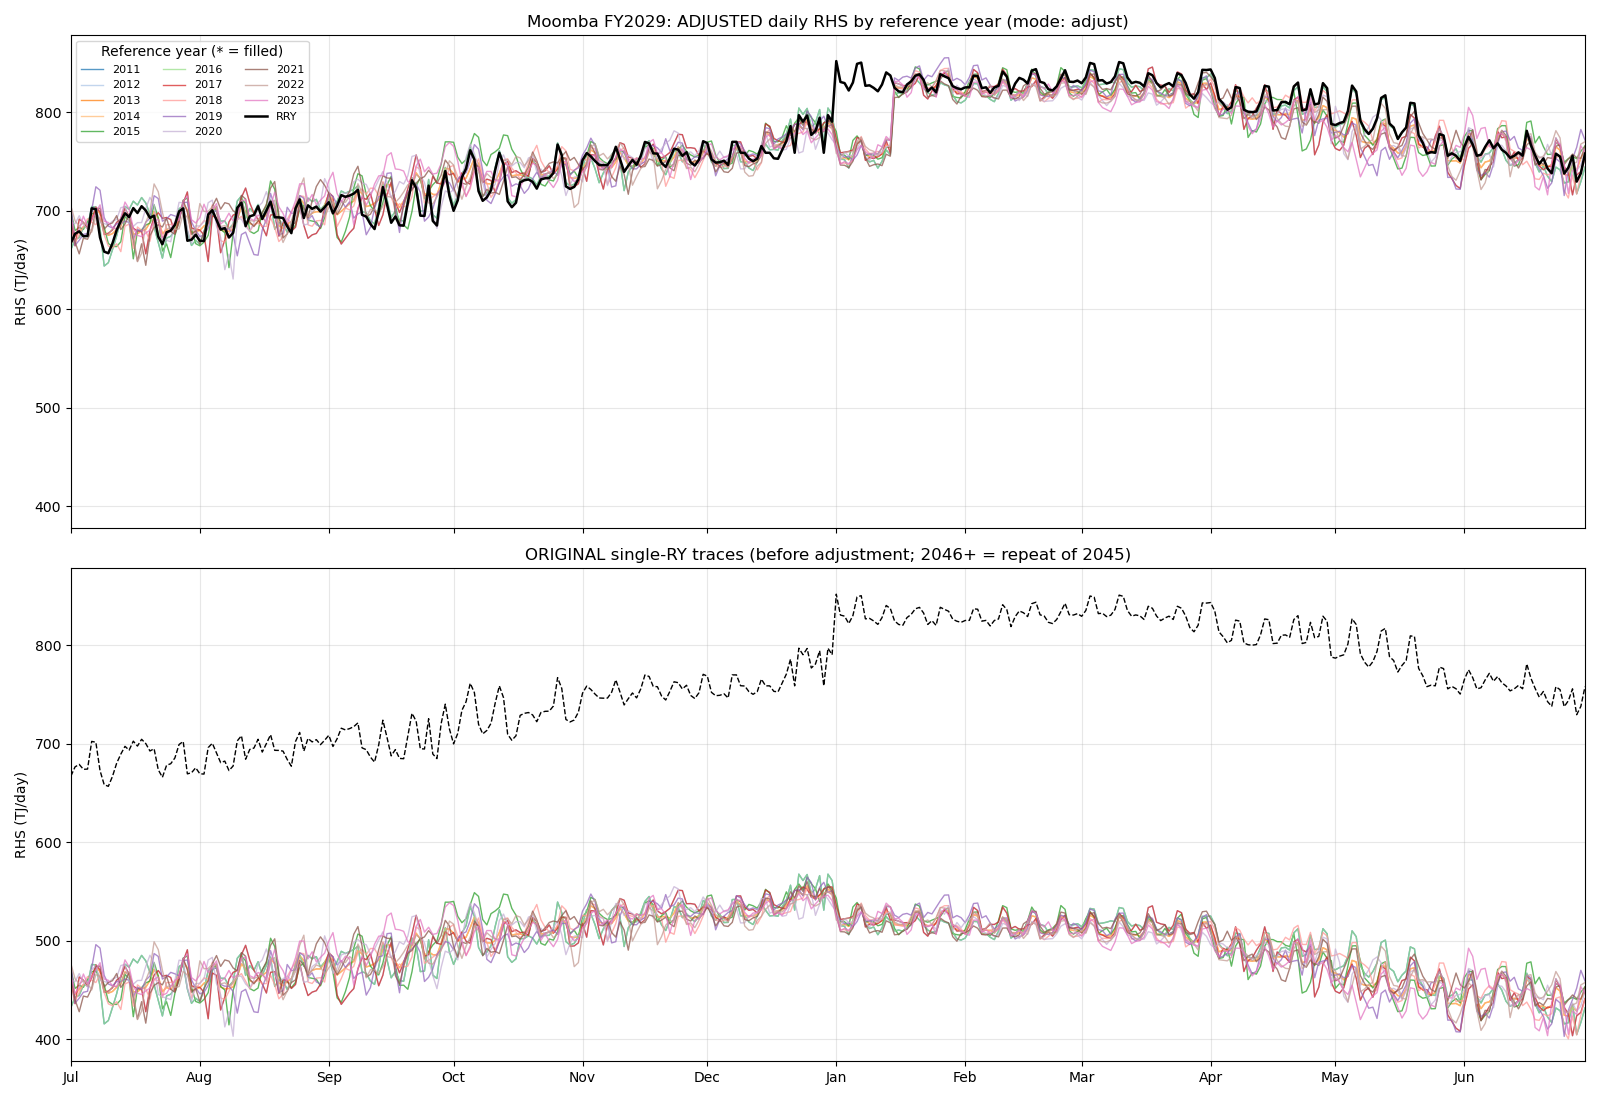 Moomba FY2029: ADJUSTED daily RHS by reference year (mode: adjust)
RHS (TJ/day)
800
700
600
500
400
Reference year (* = filled)
2011 2016 2021
2012 2017 2022
2013 2018 2023
2014 2019 RRY
2015 2020
ORIGINAL single-RY traces (before adjustment; 2046+ = repeat of 2045)
RHS (TJ/day)
800
700
600
500
400
Jul Aug Sep Oct Nov Dec Jan Feb Mar Apr May Jun